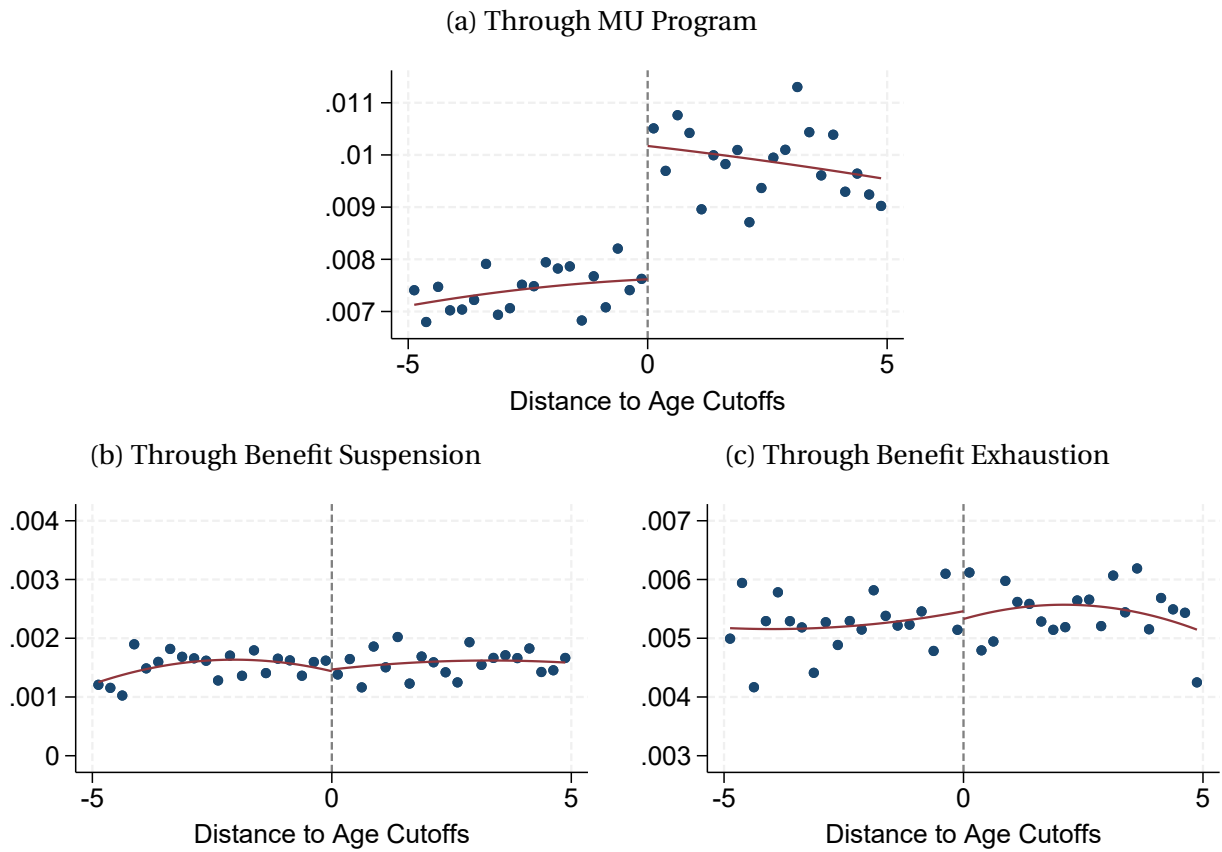 (a) Through MU Program
.011
.01
.009
.008
.007
-5 0 5
Distance to Age Cutoffs
(b) Through Benefit Suspension
.004
.003
.002
.001
0
-5 0 5
Distance to Age Cutoffs
(c) Through Benefit Exhaustion
.007
.006
.005
.004
.003
-5 0 5
Distance to Age Cutoffs